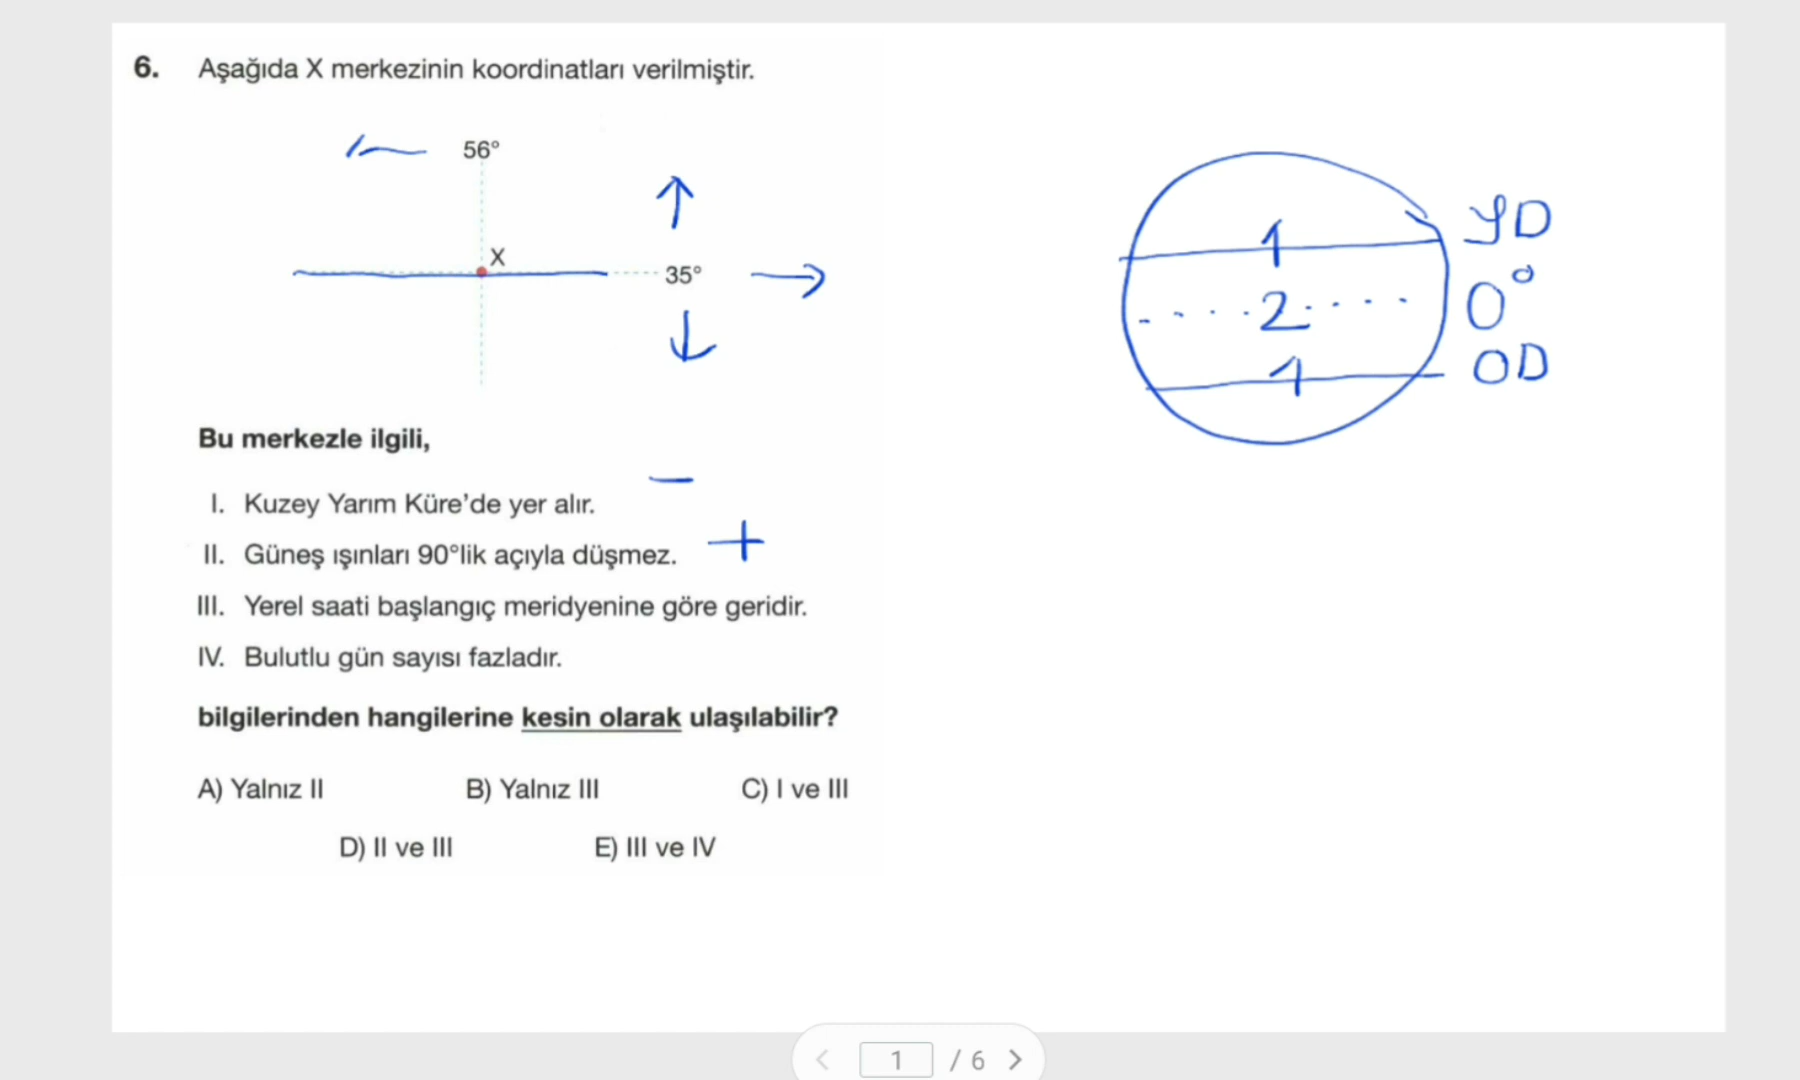 6. Aşağıda X merkezinin koordinatları verilmiştir.
56°
X
35°
YD
1
0°
2
OD
1
Bu merkezle ilgili,
I. Kuzey Yarım Küre'de yer alır. −
II. Güneş ışınları 90°lik açıyla düşmez. +
III. Yerel saati başlangıç meridyenine göre geridir.
IV. Bulutlu gün sayısı fazladır.
bilgilerinden hangilerine kesin olarak ulaşılabilir?
A) Yalnız II B) Yalnız III C) I ve III
D) II ve III E) III ve IV
1 / 6